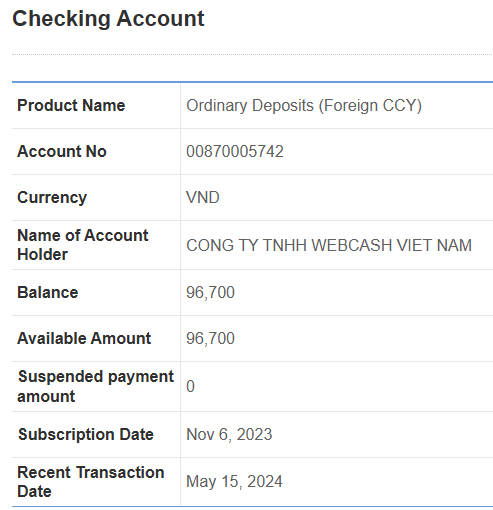 Checking Account
Product Name
Ordinary Deposits (Foreign CCY)
Account No
00870005742
Currency
VND
Name of Account
Holder
CONG TY TNHH WEBCASH VIET NAM
Balance
96,700
Available Amount
96,700
Suspended payment
amount
0
Subscription Date
Nov 6, 2023
Recent Transaction
Date
May 15, 2024